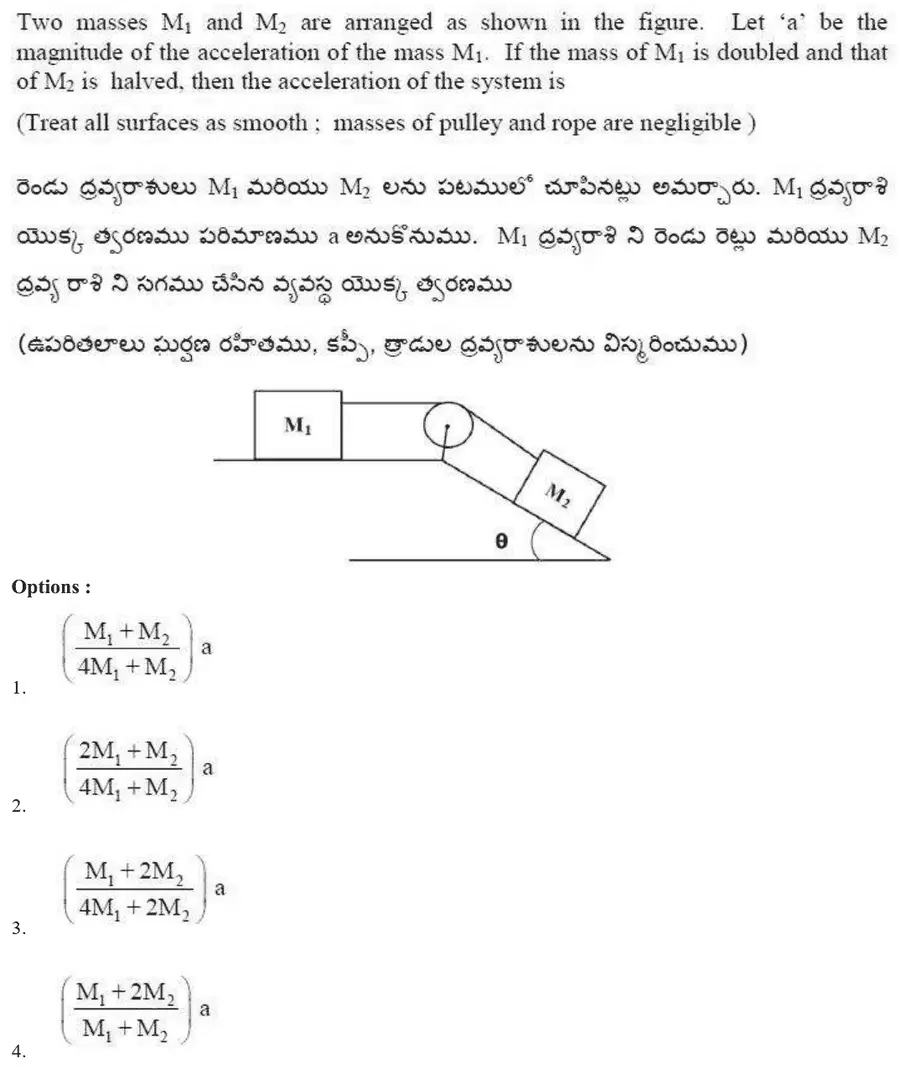 Two masses M₁ and M₂ are arranged as shown in the figure. Let ‘a’ be the
magnitude of the acceleration of the mass M₁. If the mass of M₁ is doubled and that
of M₂ is halved, then the acceleration of the system is
(Treat all surfaces as smooth ; masses of pulley and rope are negligible )
రెండు ద్రవ్యరాశులు M₁ మరియు M₂ లను పటములో చూపినట్లు అమర్చారు. M₁ ద్రవ్యరాశి
యొక్క త్వరణము పరిమాణము a అనుకొనుము. M₁ ద్రవ్యరాశి ని రెండు రెట్లు మరియు M₂
ద్రవ్య రాశి ని సగము చేసిన వ్యవస్థ యొక్క త్వరణము
(ఉపరితలాలు ఘర్షణ రహితము, కప్పీ, త్రాడుల ద్రవ్యరాశులను విస్మరించుము)
M₁
M₂
θ
Options :
1. ((M₁ + M₂)/(4M₁ + M₂)) a
2. ((2M₁ + M₂)/(4M₁ + M₂)) a
3. ((M₁ + 2M₂)/(4M₁ + 2M₂)) a
4. ((M₁ + 2M₂)/(M₁ + M₂)) a